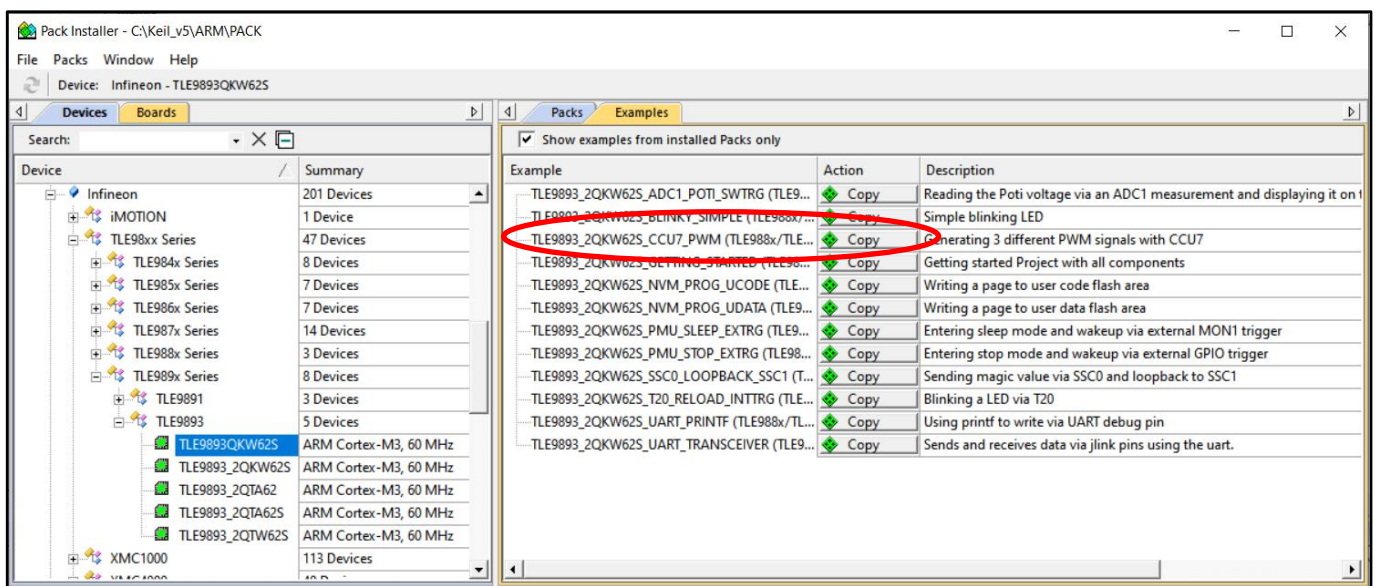 Pack Installer - C:\Keil_v5\ARM\PACK
File Packs Window Help
Device: Infineon - TLE9893QKW62S
Devices Boards
Search:
Device Summary
Infineon 201 Devices
iMOTION 1 Device
TLE98xx Series 47 Devices
TLE984x Series 8 Devices
TLE985x Series 7 Devices
TLE986x Series 7 Devices
TLE987x Series 14 Devices
TLE988x Series 3 Devices
TLE989x Series 8 Devices
TLE9891 3 Devices
TLE9893 5 Devices
TLE9893QKW62S ARM Cortex-M3, 60 MHz
TLE9893_2QKW62S ARM Cortex-M3, 60 MHz
TLE9893_2QTA62 ARM Cortex-M3, 60 MHz
TLE9893_2QTA62S ARM Cortex-M3, 60 MHz
TLE9893_2QTW62S ARM Cortex-M3, 60 MHz
XMC1000 113 Devices
Packs Examples
Show examples from installed Packs only
Example Action Description
TLE9893_2QKW62S_ADC1_POTI_SWTRG (TLE9... Copy Reading the Poti voltage via an ADC1 measurement and displaying it on
TLE9893_2QKW62S_BLINKY_SIMPLE (TLE988x/... Copy Simple blinking LED
TLE9893_2QKW62S_CCU7_PWM (TLE988x/TLE... Copy Generating 3 different PWM signals with CCU7
TLE9893_2QKW62S_GETTING_STARTED (TLE98... Copy Getting started Project with all components
TLE9893_2QKW62S_NVM_PROG_UCODE (TLE... Copy Writing a page to user code flash area
TLE9893_2QKW62S_NVM_PROG_UDATA (TLE9... Copy Writing a page to user data flash area
TLE9893_2QKW62S_PMU_SLEEP_EXTRG (TLE9... Copy Entering sleep mode and wakeup via external MON1 trigger
TLE9893_2QKW62S_PMU_STOP_EXTRG (TLE98... Copy Entering stop mode and wakeup via external GPIO trigger
TLE9893_2QKW62S_SSC0_LOOPBACK_SSC1 (T... Copy Sending magic value via SSC0 and loopback to SSC1
TLE9893_2QKW62S_T20_RELOAD_INTTRG (TLE... Copy Blinking a LED via T20
TLE9893_2QKW62S_UART_PRINTF (TLE988x/TL... Copy Using printf to write via UART debug pin
TLE9893_2QKW62S_UART_TRANSCEIVER (TLE9... Copy Sends and receives data via jlink pins using the uart.